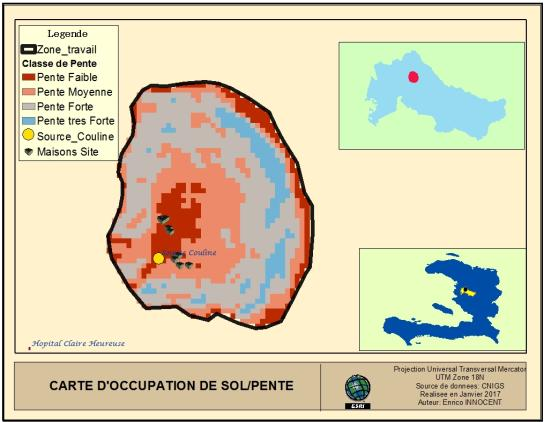 Legende
Zone_travail
Classe de Pente
Pente Faible
Pente Moyenne
Pente Forte
Pente tres Forte
Source_Couline
Maisons Site
Couline
Hopital Claire Heureuse
CARTE D'OCCUPATION DE SOL/PENTE
ESRI
Projection Universal Transversal Mercator
UTM Zone 18N
Source de donnees: CNIGS
Realisee en Janvier 2017
Auteur: Enrico INNOCENT